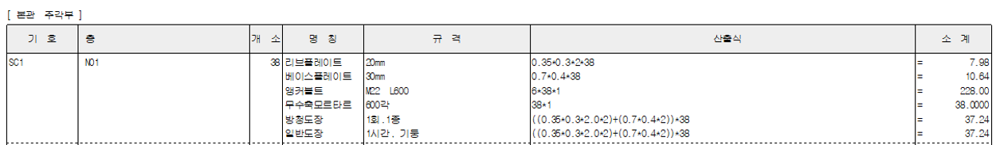 [ 본관 주각부 ]
기 호 층 개 소 명 칭 규 격 산출식 소 계
SC1 N01 38 리브플레이트 20mm 0.35*0.3*2*38 = 7.98
베이스플레이트 30mm 0.7*0.4*38 = 10.64
앵커볼트 M22 L600 6*38*1 = 228.00
무수축모르타르 600각 38*1 = 38.0000
방청도장 1회.1종 ((0.35*0.3*2.0*2)+(0.7*0.4*2))*38 = 37.24
일반도장 1시간. 기둥 ((0.35*0.3*2.0*2)+(0.7*0.4*2))*38 = 37.24